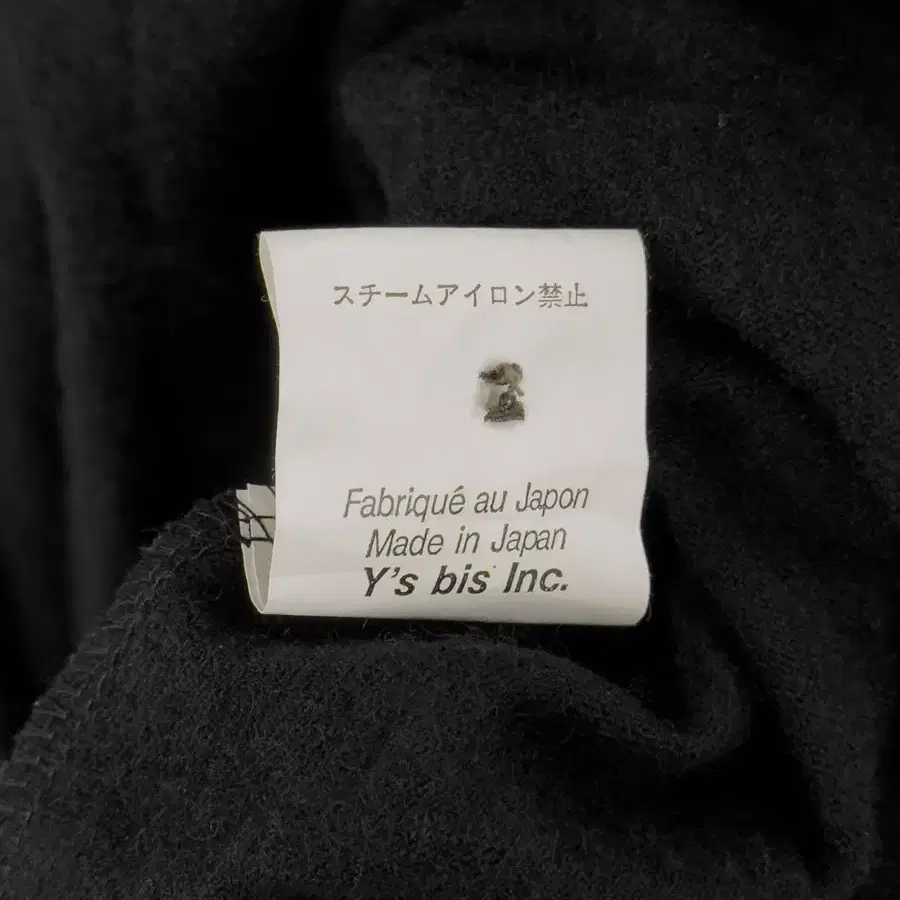 スチームアイロン禁止
Fabriqué au Japon
Made in Japan
Y's bis Inc.